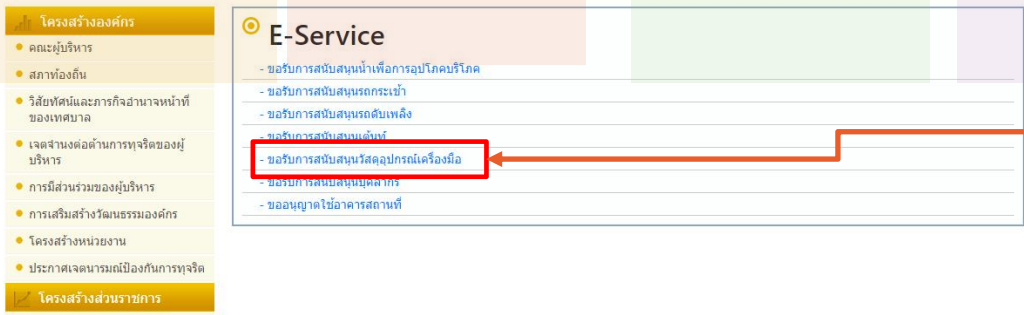 โครงสร้างองค์กร
คณะผู้บริหาร
สภาท้องถิ่น
วิสัยทัศน์และภารกิจอำนาจหน้าที่
ของเทศบาล
เจตจำนงต่อต้านการทุจริตของผู้
บริหาร
การมีส่วนร่วมของผู้บริหาร
การเสริมสร้างวัฒนธรรมองค์กร
โครงสร้างหน่วยงาน
ประกาศเจตนารมณ์ป้องกันการทุจริต
โครงสร้างส่วนราชการ
E-Service
- ขอรับการสนับสนุนน้ำเพื่อการอุปโภคบริโภค
- ขอรับการสนับสนุนรถกระเช้า
- ขอรับการสนับสนุนรถดับเพลิง
- ขอรับการสนับสนุนเต้นท์
- ขอรับการสนับสนุนวัสดุอุปกรณ์เครื่องมือ
- ขอรับการสนับสนุนบุคลากร
- ขออนุญาตใช้อาคารสถานที่